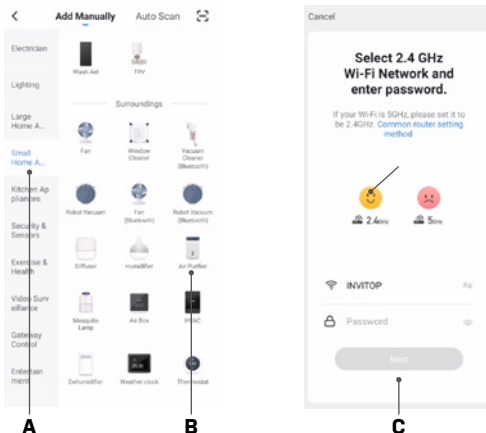 Add Manually Auto Scan
Electrician
Lighting
Large
Home A...
Small
Home A...
Kitchen Ap
pliances
Security &
Sensors
Exercise &
Health
Video Surv
eillance
Gateway
Control
Entertain
ment
Wash Aid TRV
Surroundings
Fan Window
Cleaner Vacuum
Cleaner
(Bluetooth)
Robot Vacuum Fan
(Bluetooth) Robot Vacuum
(Bluetooth)
Diffuser Humidifier Air Purifier
Mosquito
Lamp Air Box HVAC
Dehumidifier Weather clock Thermostat
A B
Cancel
Select 2.4 GHz
Wi-Fi Network and
enter password.
If your Wi-Fi is 5GHz, please set it to
be 2.4GHz. Common router setting
method
2.4GHz 5GHz
INVITOP
Password
Next
C